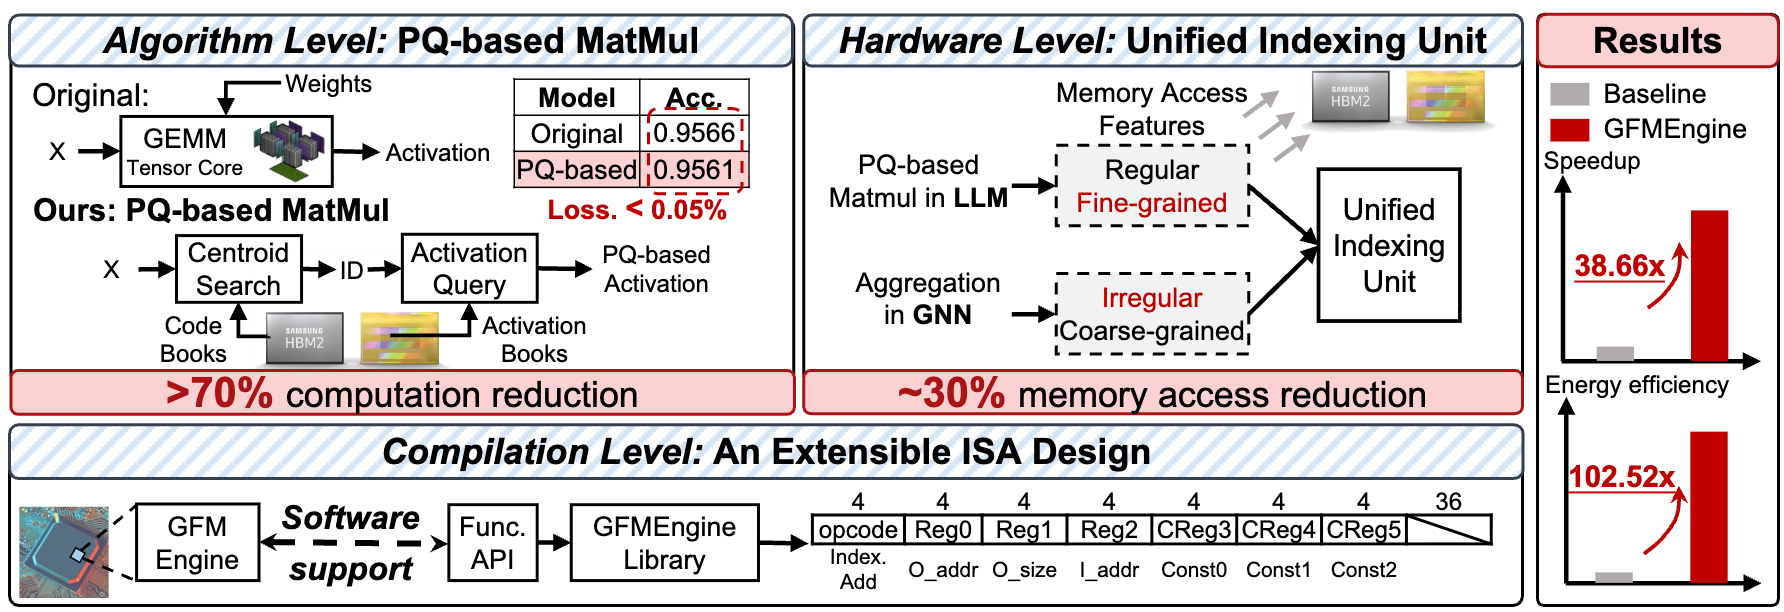 Algorithm Level: PQ-based MatMul
Original:
Weights
X
GEMM
Tensor Core
Activation
Model Acc.
Original 0.9566
PQ-based 0.9561
Loss. < 0.05%
Ours: PQ-based MatMul
X
Centroid
Search
ID
Activation
Query
PQ-based
Activation
Code
Books
SAMSUNG
HBM2
Activation
Books
>70% computation reduction
Hardware Level: Unified Indexing Unit
Memory Access
Features
SAMSUNG
HBM2
PQ-based
Matmul in LLM
Regular
Fine-grained
Aggregation
in GNN
Irregular
Coarse-grained
Unified
Indexing
Unit
~30% memory access reduction
Results
Baseline
GFMEngine
Speedup
38.66x
Energy efficiency
102.52x
Compilation Level: An Extensible ISA Design
GFM
Engine
Software
support
Func.
API
GFMEngine
Library
4 4 4 4 4 4 4 36
opcode Reg0 Reg1 Reg2 CReg3 CReg4 CReg5
Index.
Add
O_addr O_size I_addr Const0 Const1 Const2